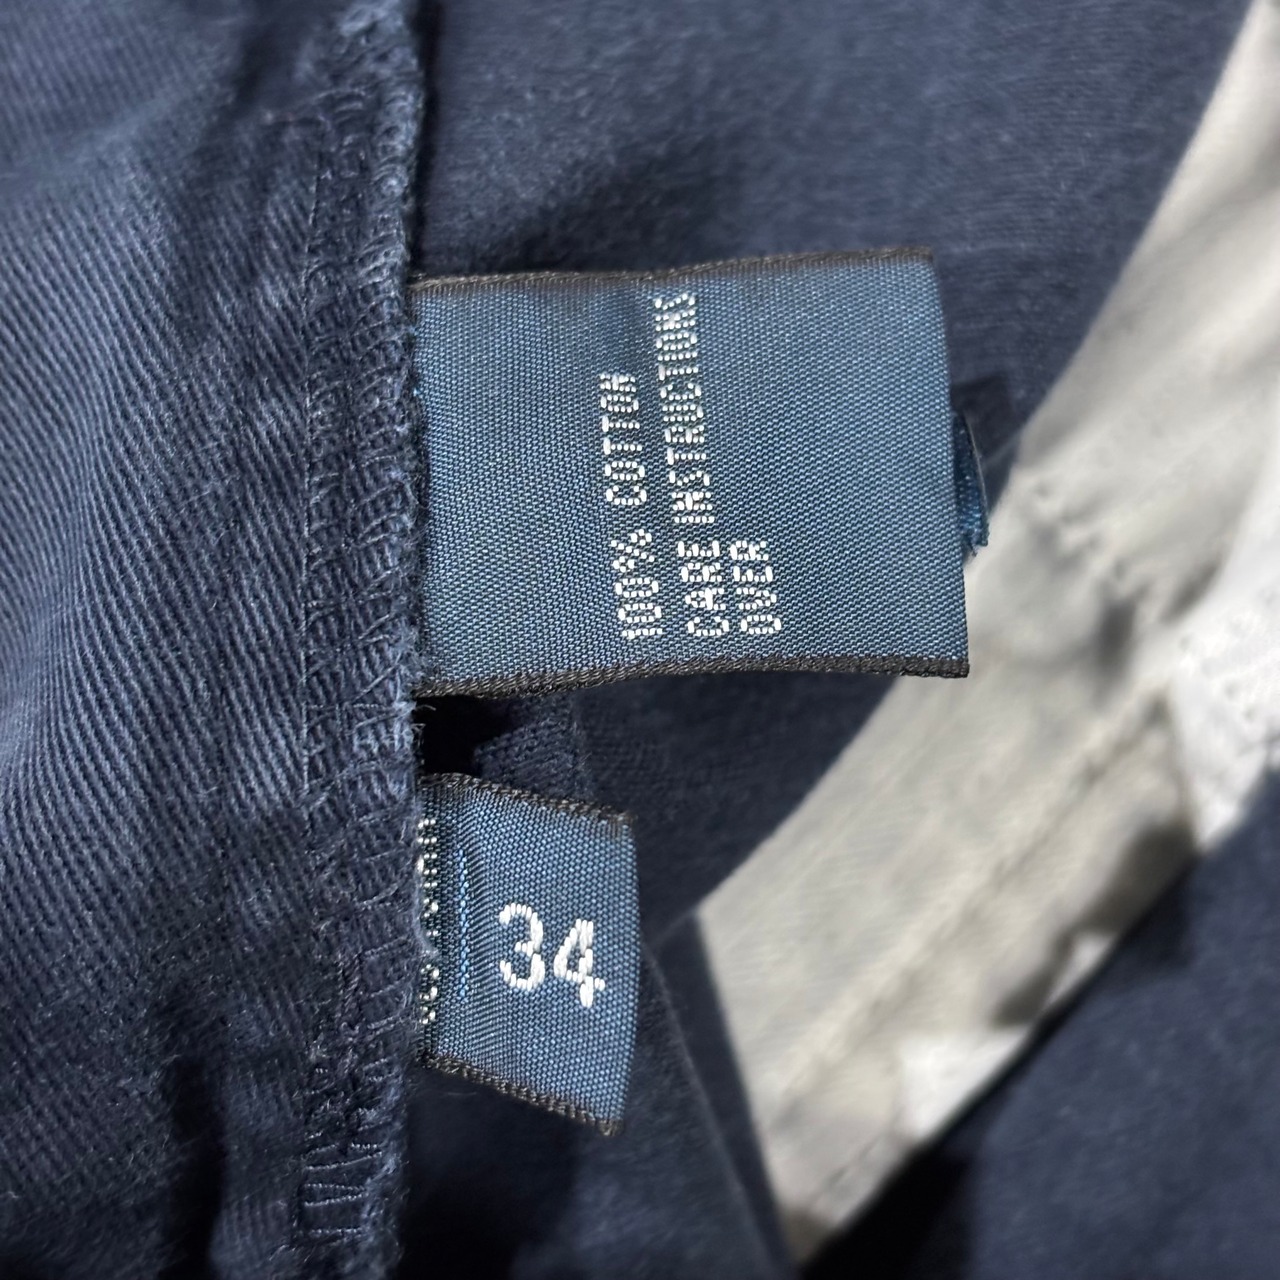 100% COTTON
CARE INSTRUCTIONS
OVER
34